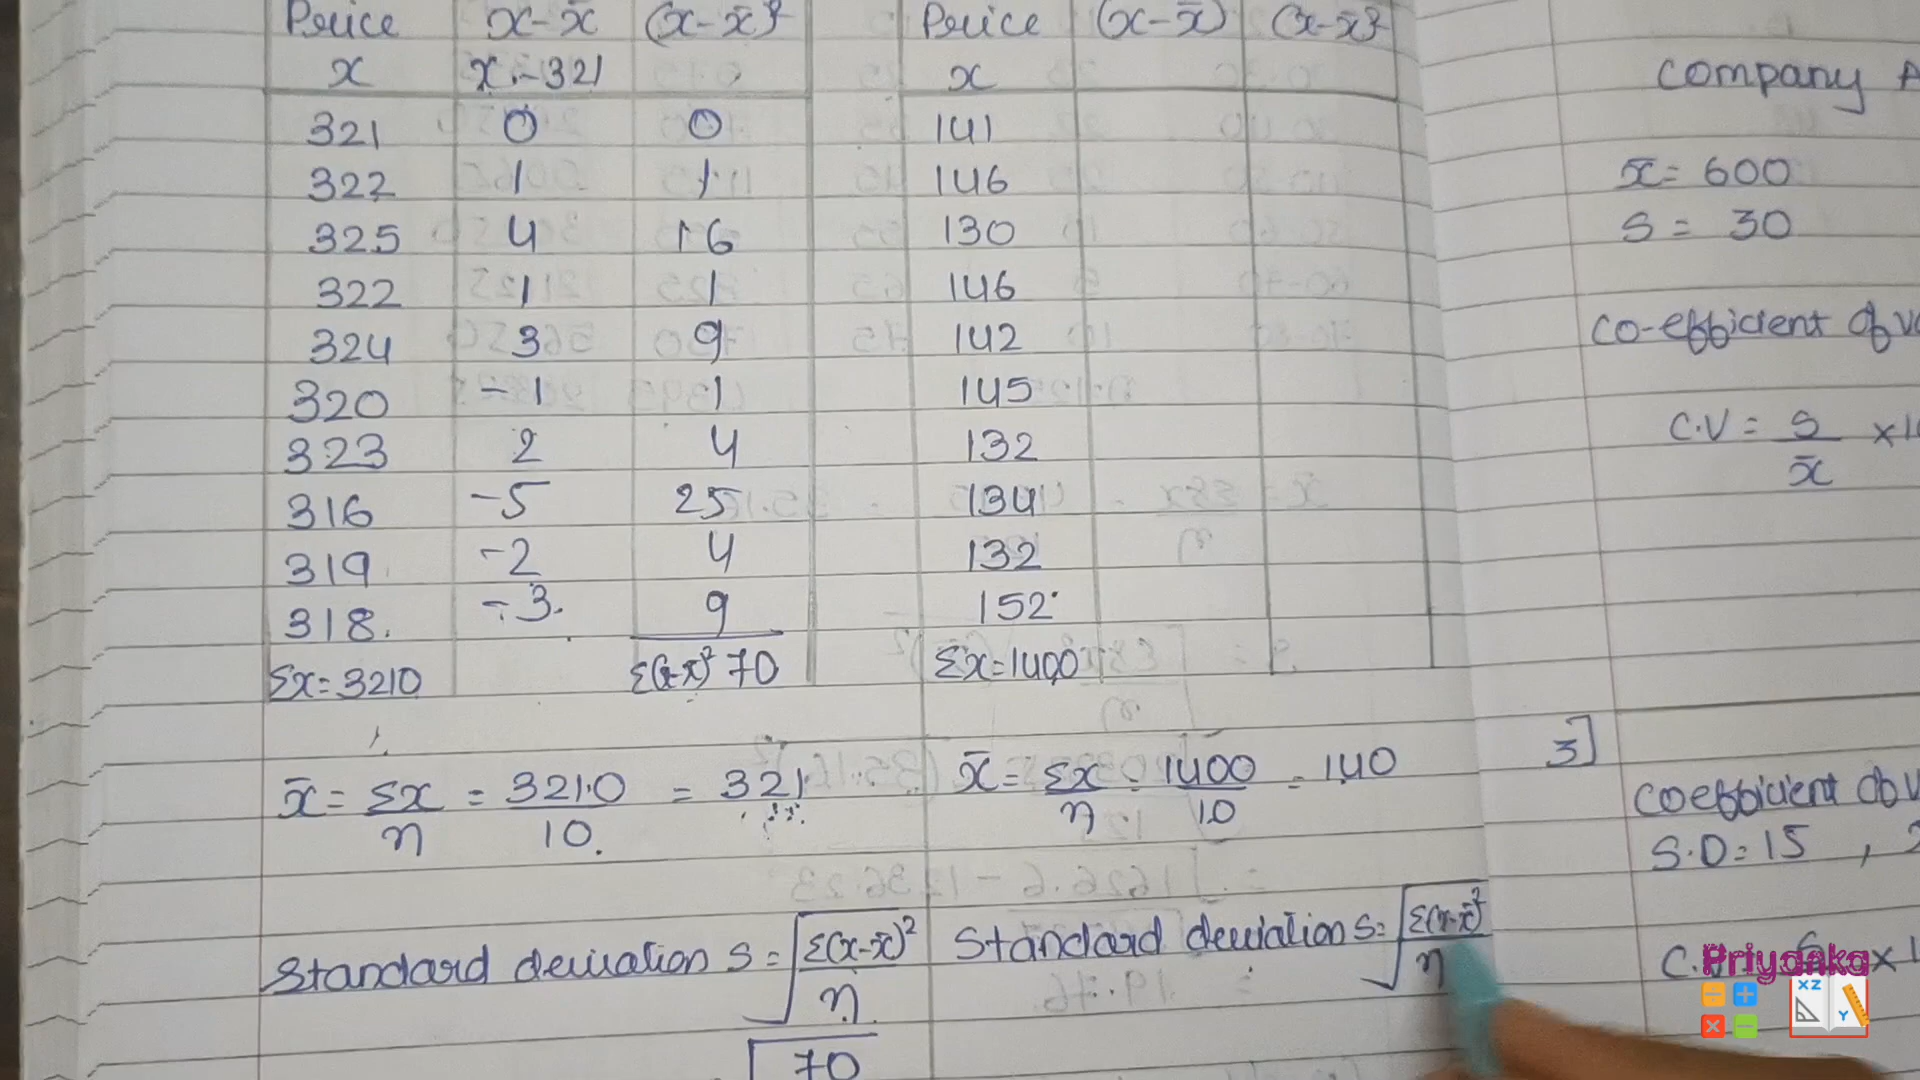 Price x-x̄ (x-x̄)² Price (x-x̄) (x-x̄)²
x x-321 x
321 0 0 141
322 1 1 146
325 4 16 130
322 1 1 146
324 3 9 142
320 -1 1 145
323 2 4 132
316 -5 25 134
319 -2 4 132
318. -3. 9 152
Σx=3210 Σ(x-x̄)² 70 Σx=1400
x̄ = Σx/n = 3210/10. = 321
x̄ = Σx/n = 1400/10 = 140
Standard deviation S = √Σ(x-x̄)²/n
√70
Standard deviation S = √Σ(x-x̄)²/n
Company A
x̄ = 600
S = 30
Co-efficient of
C.V = S/x̄ ×
3]
Coefficient of
S.D = 15 ,
C.
Priyanka
XZ
Y